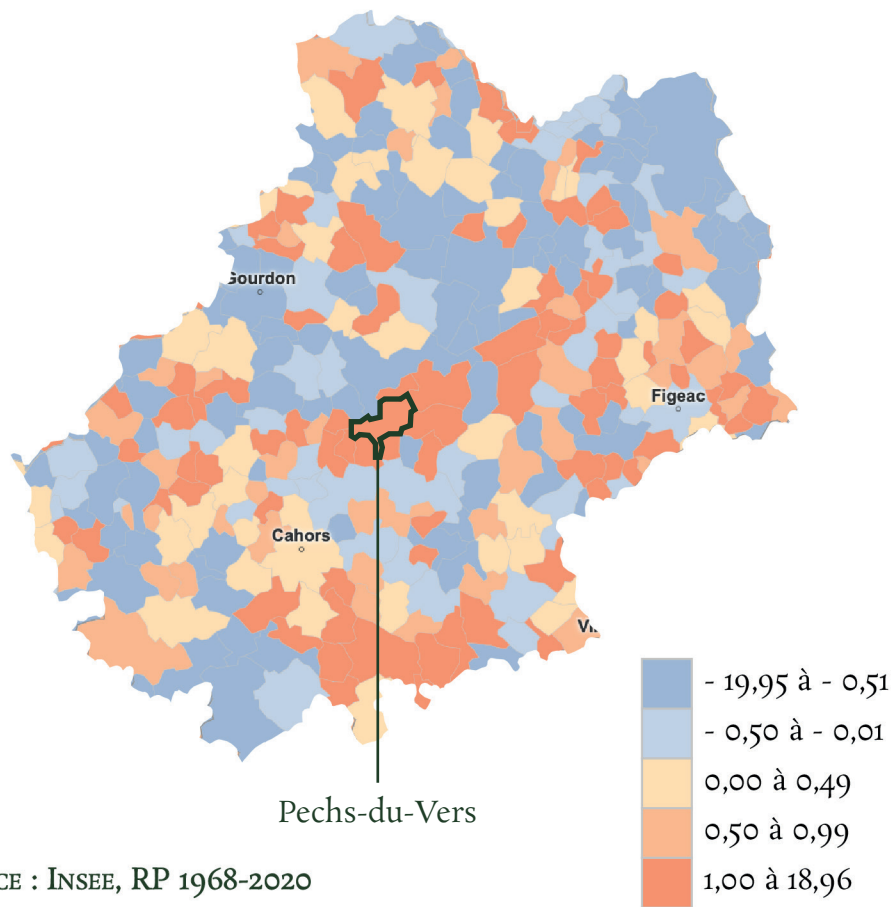 Gourdon
Figeac
Cahors
Vi
- 19,95 à - 0,51
- 0,50 à - 0,01
0,00 à 0,49
0,50 à 0,99
1,00 à 18,96
Pechs-du-Vers
CE : INSEE, RP 1968-2020